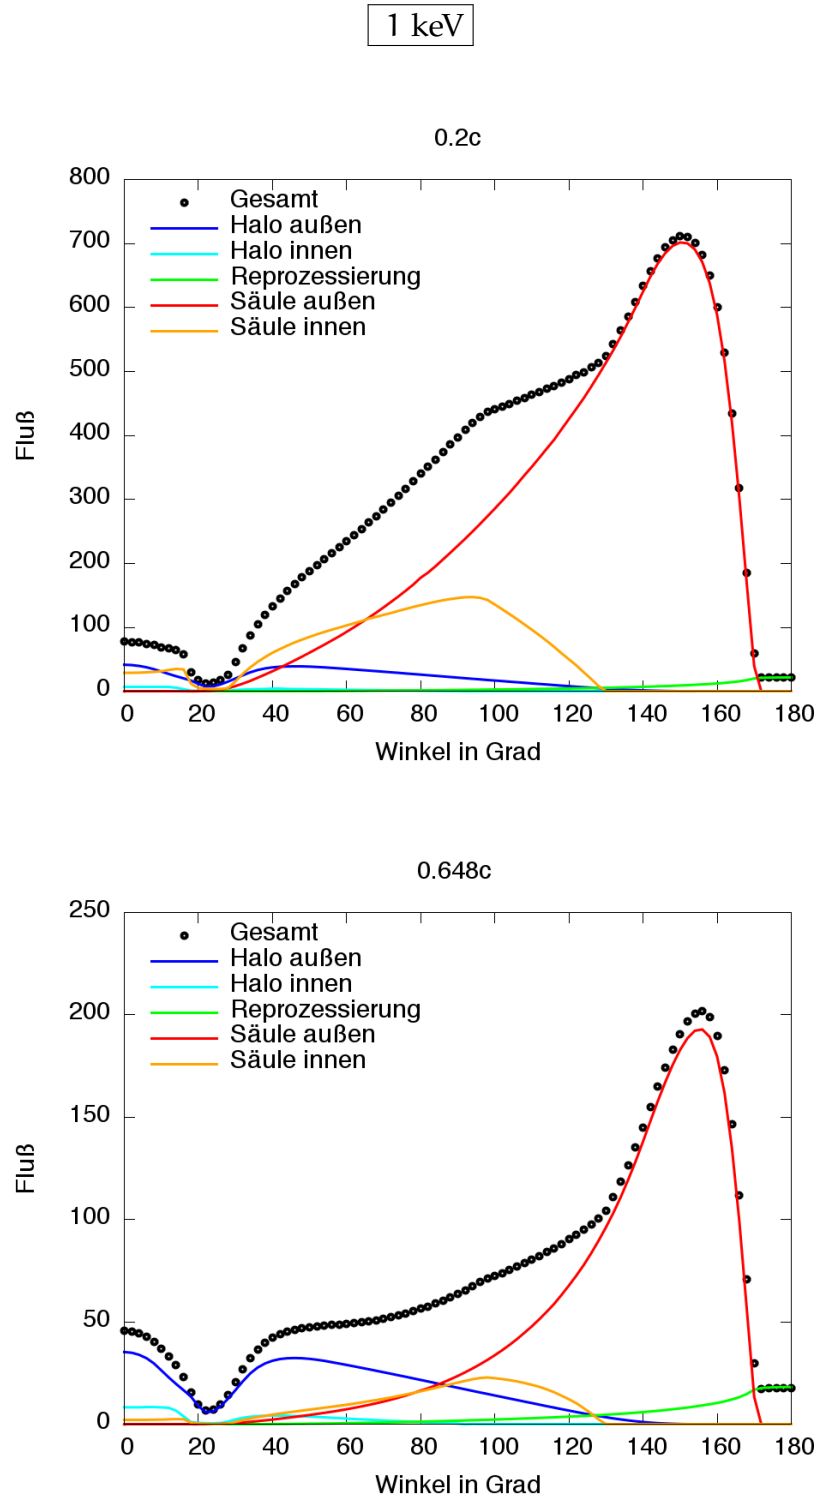 1 keV
0.2c
800
700
600
500
400
300
200
100
0
Fluß
Gesamt
Halo außen
Halo innen
Reprozessierung
Säule außen
Säule innen
0 20 40 60 80 100 120 140 160 180
Winkel in Grad
0.648c
250
200
150
100
50
0
Fluß
Gesamt
Halo außen
Halo innen
Reprozessierung
Säule außen
Säule innen
0 20 40 60 80 100 120 140 160 180
Winkel in Grad